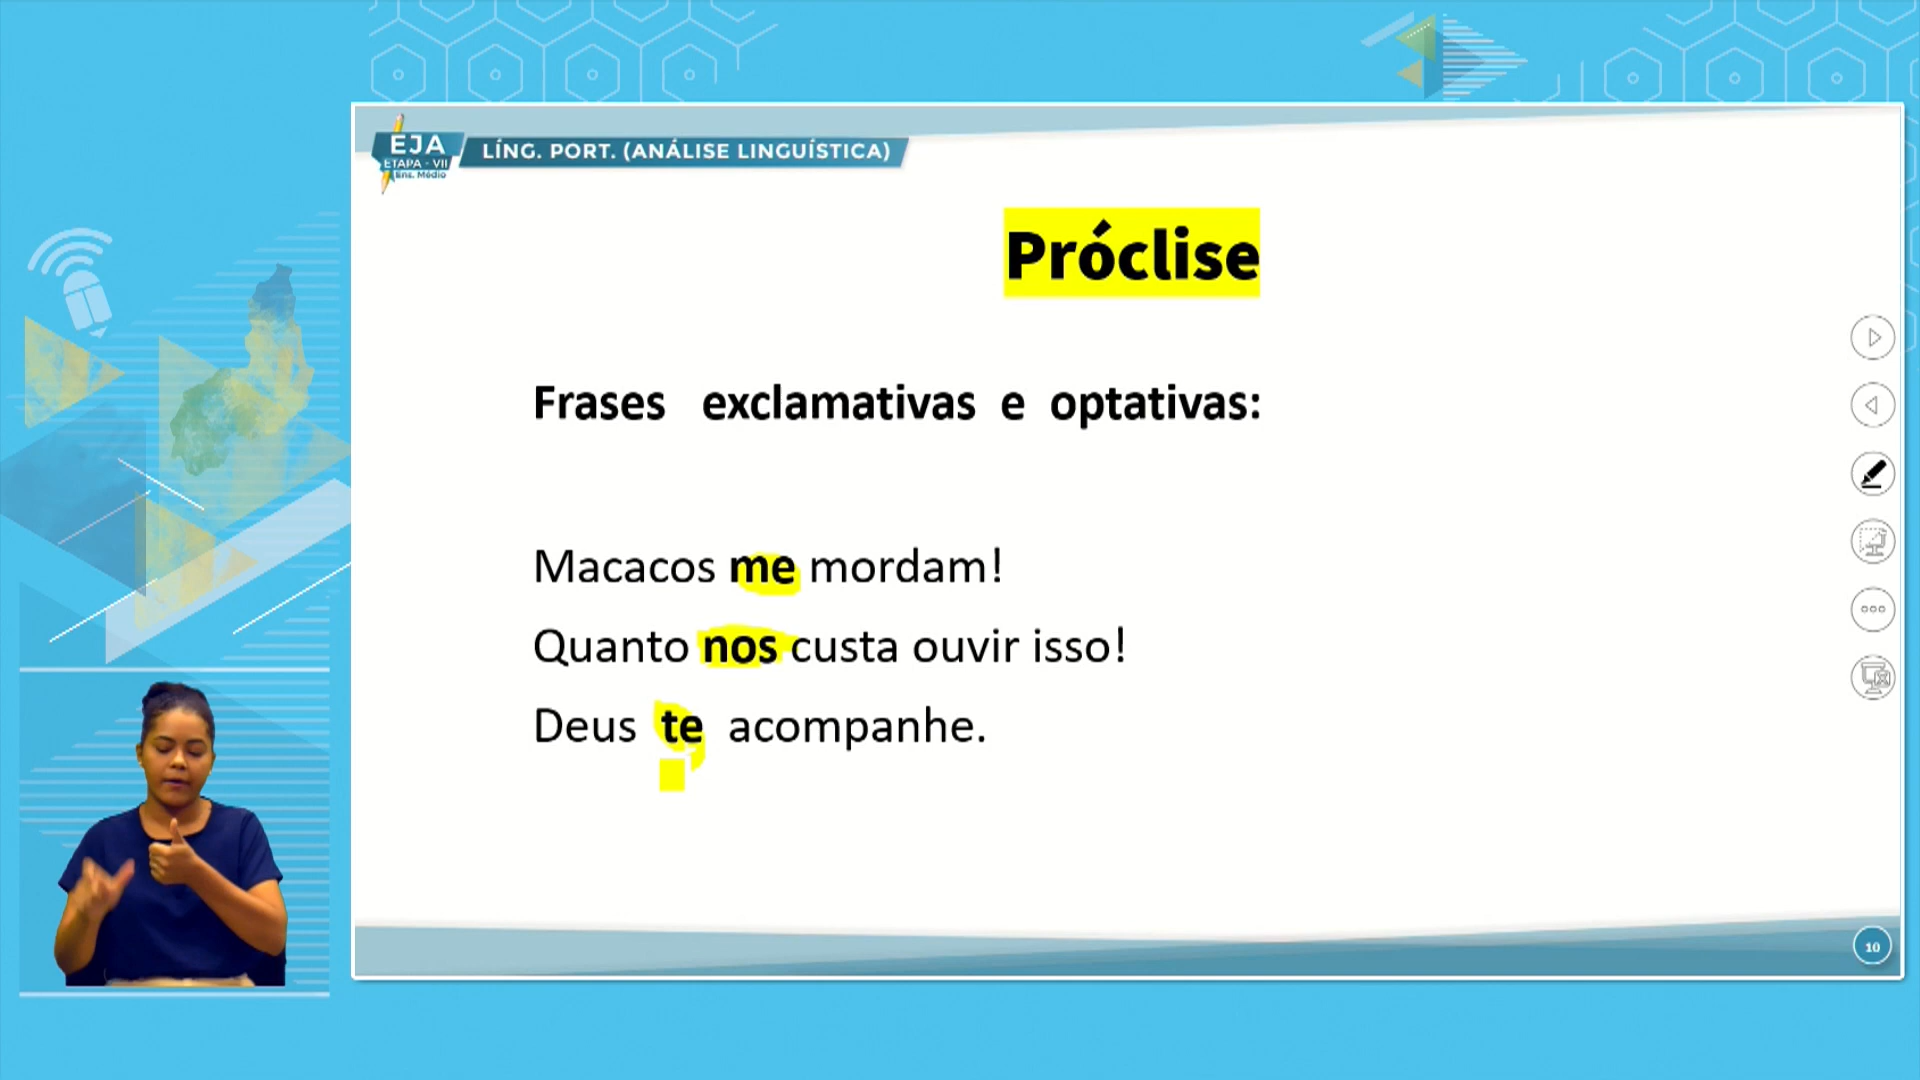 EJA
ETAPA - VII
Ens. Médio
LÍNG. PORT. (ANÁLISE LINGUÍSTICA)
Próclise
Frases exclamativas e optativas:
Macacos me mordam!
Quanto nos custa ouvir isso!
Deus te acompanhe.
10